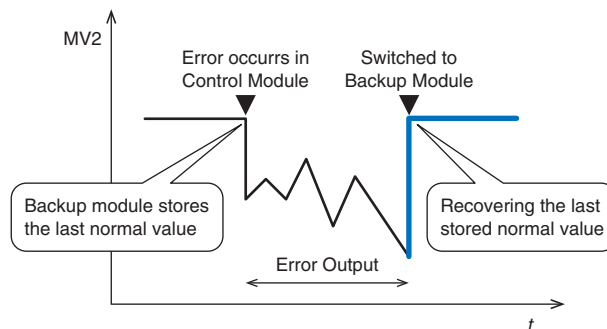 MV2
Error occurrs in
Control Module
Switched to
Backup Module
Backup module stores
the last normal value
Recovering the last
stored normal value
Error Output
t